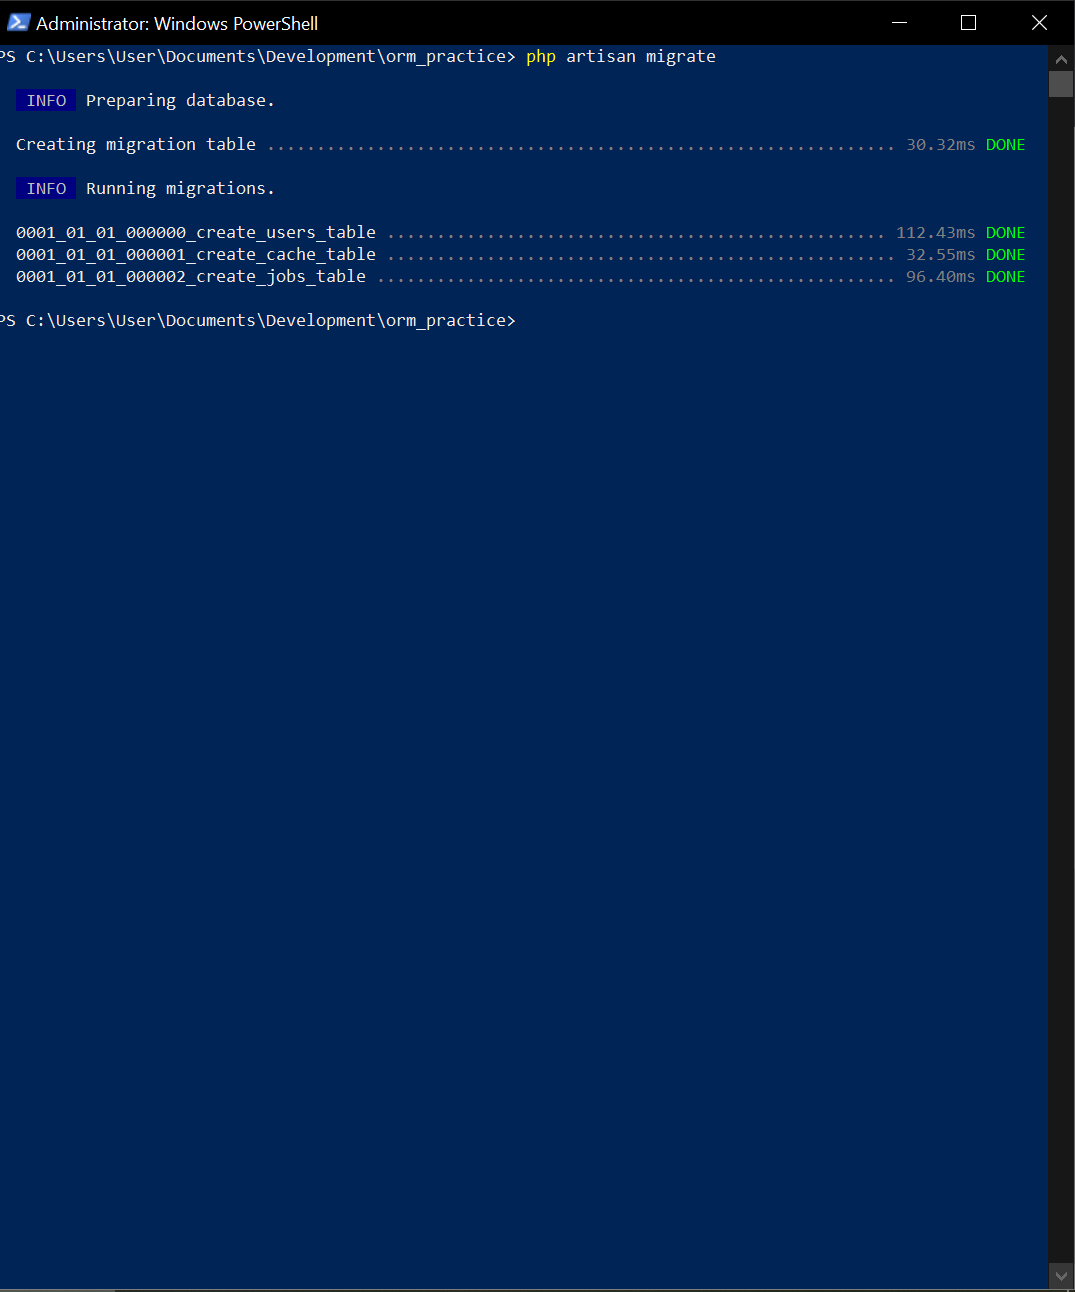 Administrator: Windows PowerShell
PS C:\Users\User\Documents\Development\orm_practice> php artisan migrate
INFO Preparing database.
Creating migration table ............................................................... 30.32ms DONE
INFO Running migrations.
0001_01_01_000000_create_users_table .................................................. 112.43ms DONE
0001_01_01_000001_create_cache_table ................................................... 32.55ms DONE
0001_01_01_000002_create_jobs_table .................................................... 96.40ms DONE
PS C:\Users\User\Documents\Development\orm_practice>